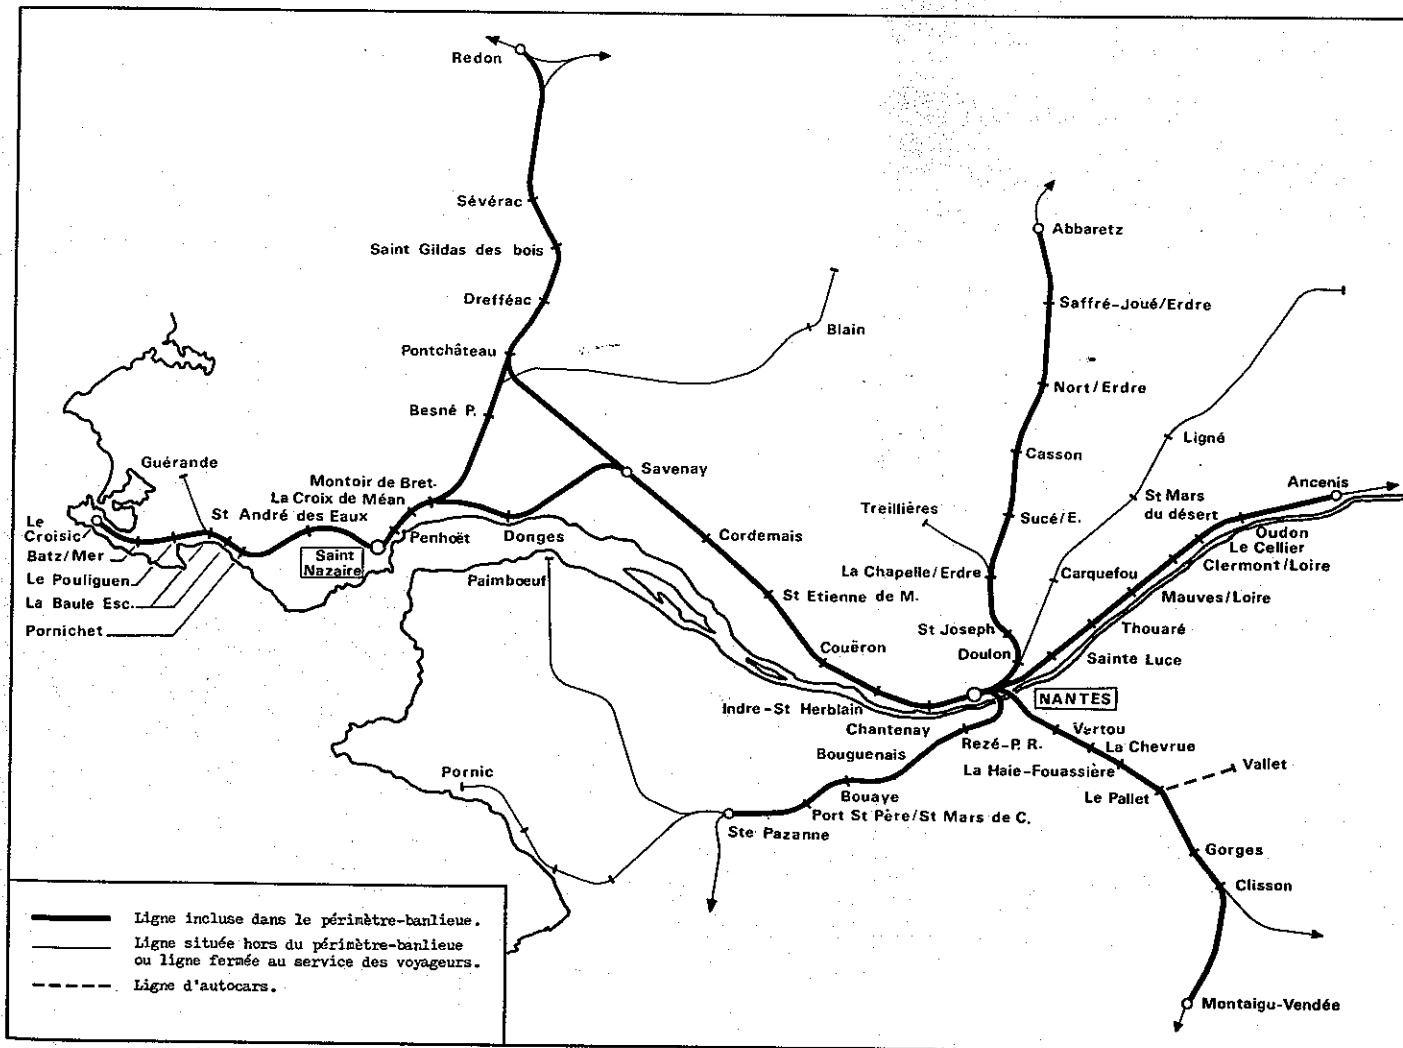 Redon
Sévérac
Saint Gildas des bois
Drefféac
Pontchâteau
Blain
Besné P.
Guérande
Montoir de Bret.
La Croix de Méan
St André des Eaux
Savenay
Le
Croisic
Batz/Mer
Le Pouliguen
La Baule Esc.
Pornichet
Saint
Nazaire
Penhoët
Donges
Cordemais
Paimbœuf
St Etienne de M.
Couëron
Indre-St Herblain
Chantenay
Bouguenais
Pornic
Bouaye
Port St Père/St Mars de C.
Ste Pazanne
Abbaretz
Saffré-Joué/Erdre
Nort/Erdre
Ligné
Casson
Treillières
Sucé/E.
St Mars
du désert
Ancenis
Oudon
Le Cellier
Clermont/Loire
La Chapelle/Erdre
Carquefou
Mauves/Loire
St Joseph
Thouaré
Doulon
Sainte Luce
NANTES
Rezé-P. R.
Vertou
La Chevrue
La Haie-Fouassière
Vallet
Le Pallet
Gorges
Clisson
Montaigu-Vendée
Ligne incluse dans le périmètre-banlieue.
Ligne située hors du périmètre-banlieue
ou ligne fermée au service des voyageurs.
Ligne d'autocars.